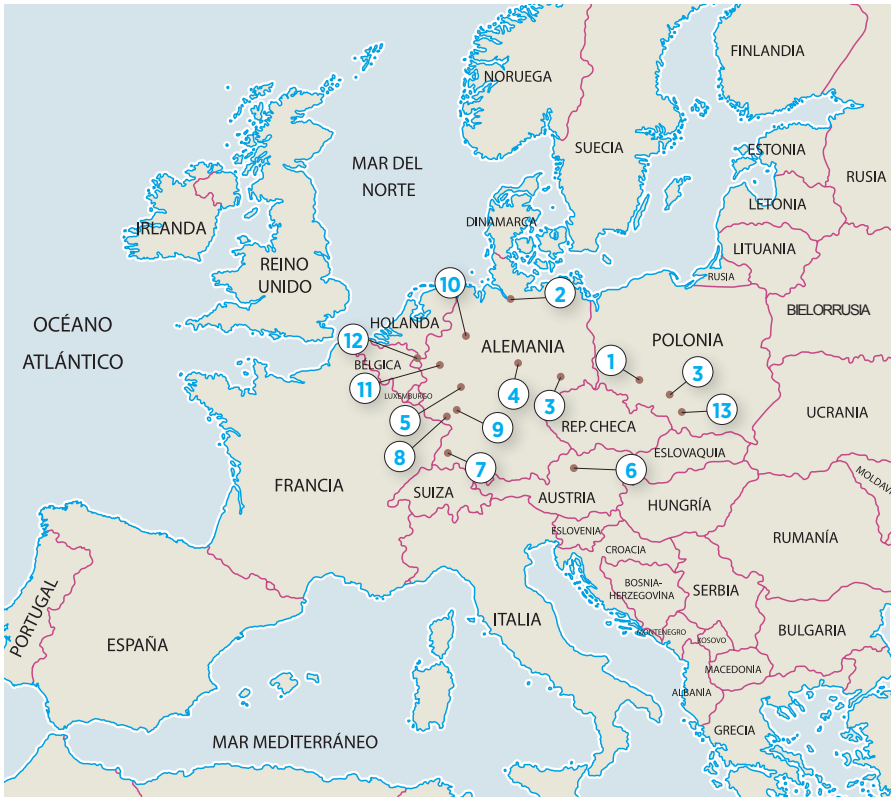 FINLANDIA
NORUEGA
SUECIA
ESTONIA
MAR DEL
NORTE
RUSIA
LETONIA
DINAMARCA
IRLANDA
LITUANIA
REINO
UNIDO
RUSIA
10
2
BIELORRUSIA
OCÉANO
ATLÁNTICO
HOLANDA
12
ALEMANIA
POLONIA
1
BÉLGICA
3
11
LUXEMBURGO
4
3
13
UCRANIA
5
9
REP. CHECA
8
ESLOVAQUIA
7
6
MOLDAV
FRANCIA
SUIZA
AUSTRIA
HUNGRÍA
ESLOVENIA
RUMANÍA
CROACIA
BOSNIA-
HERZEGOVINA
SERBIA
PORTUGAL
ITALIA
ESPAÑA
MONTENEGRO
KOSOVO
BULGARIA
MACEDONÍA
ALBANÍA
GRECIA
MAR MEDITERRÁNEO